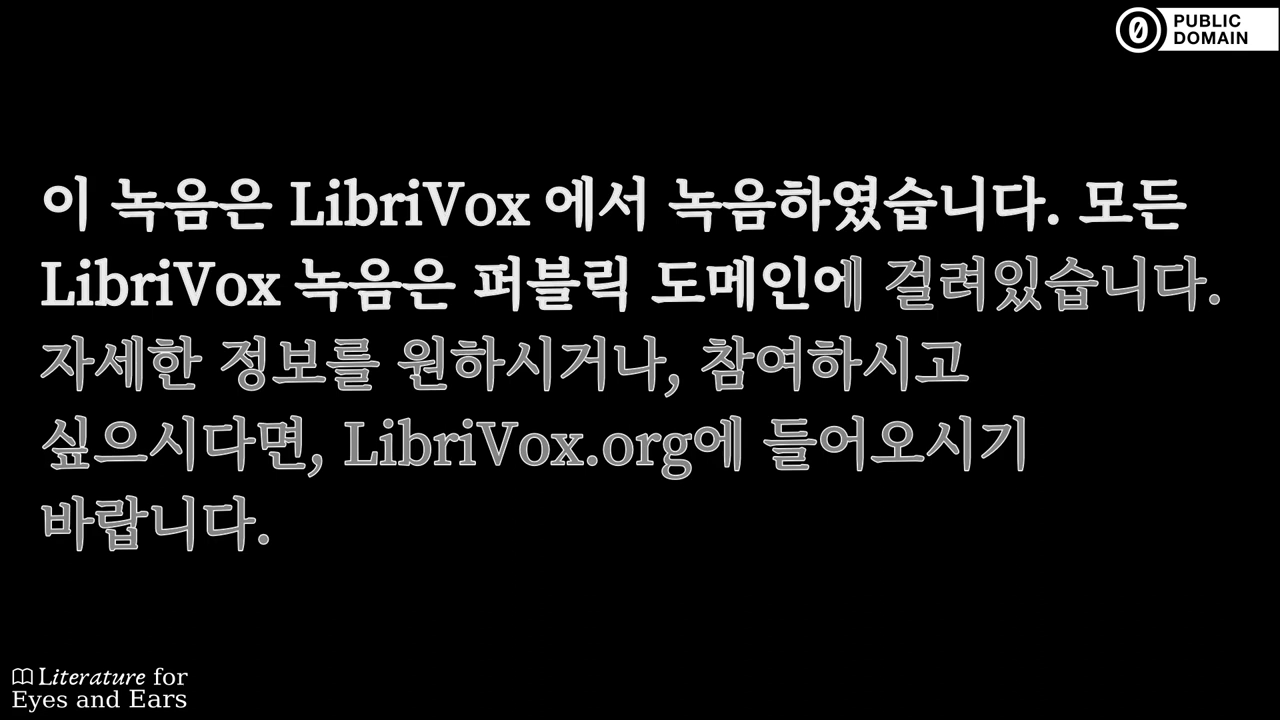 PUBLIC
DOMAIN
이 녹음은 LibriVox 에서 녹음하였습니다. 모든
LibriVox 녹음은 퍼블릭 도메인에 걸려있습니다.
자세한 정보를 원하시거나, 참여하시고
싶으시다면, LibriVox.org에 들어오시기
바랍니다.
Literature for
Eyes and Ears